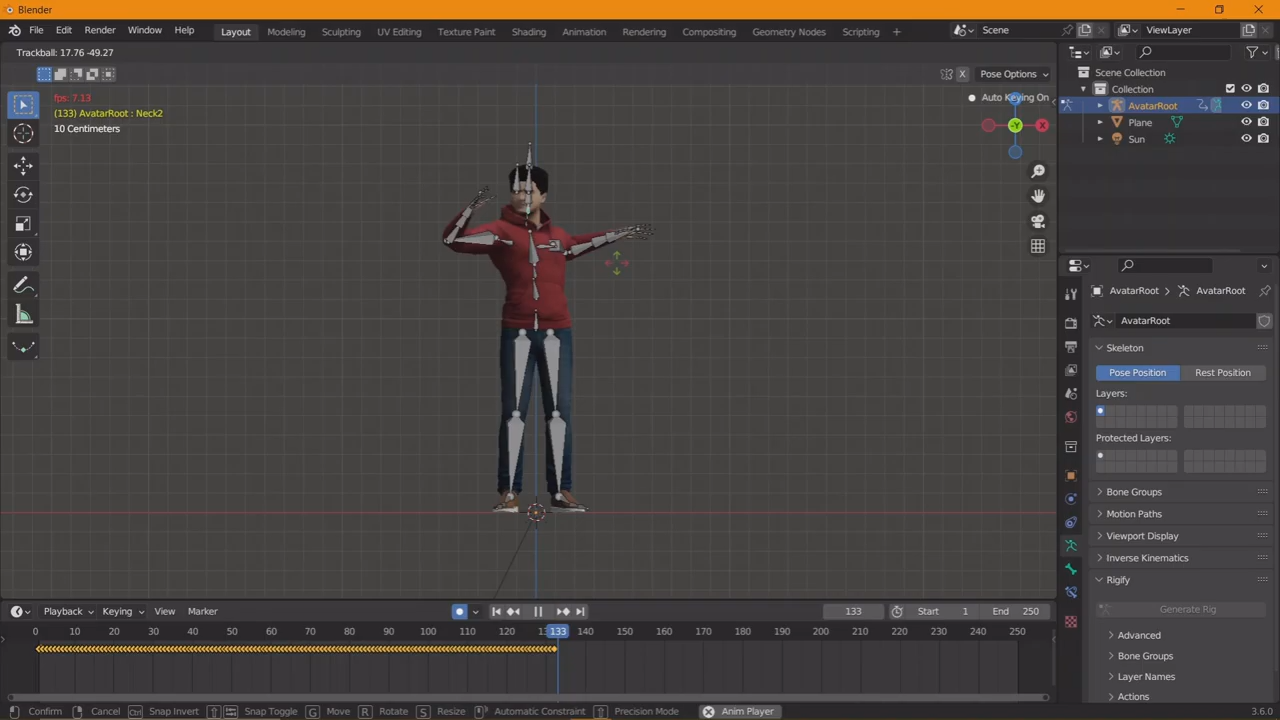 Blender
File Edit Render Window Help Layout Modeling Sculpting UV Editing Texture Paint Shading Animation Rendering Compositing Geometry Nodes Scripting + Scene ViewLayer
Trackball: 17.76 -49.27
X Pose Options
fps: 7.13
(133) AvatarRoot : Neck2
10 Centimeters
Auto Keying On
-Y X
Scene Collection
Collection
AvatarRoot
Plane
Sun
AvatarRoot > AvatarRoot
AvatarRoot
Skeleton
Pose Position Rest Position
Layers:
Protected Layers:
Bone Groups
Motion Paths
Viewport Display
Inverse Kinematics
Rigify
Generate Rig
Advanced
Bone Groups
Layer Names
Actions
Playback Keying View Marker 133 Start 1 End 250
0 10 20 30 40 50 60 70 80 90 100 110 120 133 140 150 160 170 180 190 200 210 220 230 240 250
Confirm Cancel Ctrl Snap Invert Snap Toggle G Move R Rotate S Resize Automatic Constraint Precision Mode Anim Player 3.6.0